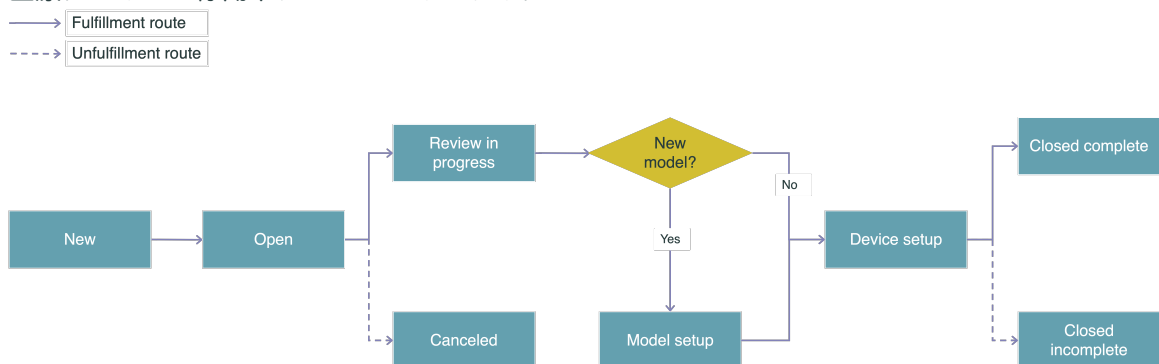 Fulfillment route
Unfulfillment route
Review in
progress
New
model?
Closed complete
No
New
Open
Yes
Device setup
Canceled
Model setup
Closed
incomplete